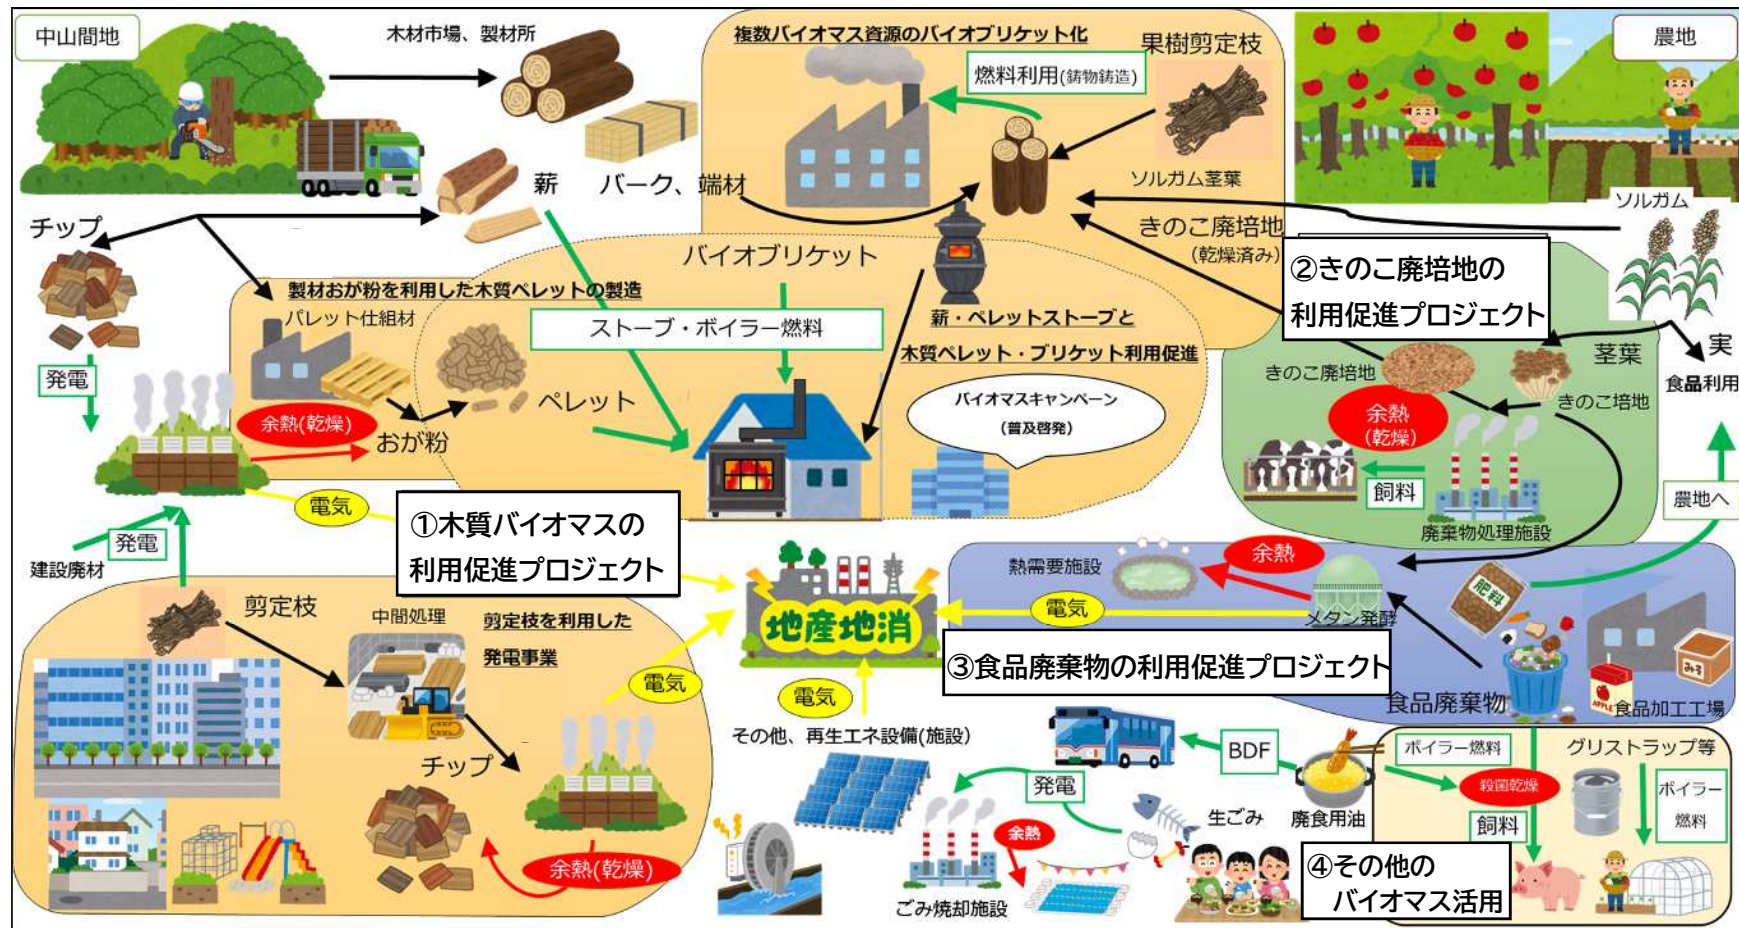 中山間地
木材市場、製材所
複数バイオマス資源のバイオブリケット化
果樹剪定枝
燃料利用(鋳物鋳造)
農地
薪
バーク、端材
ソルガム茎葉
ソルガム
チップ
きのこ廃培地
(乾燥済み)
②きのこ廃培地の
利用促進プロジェクト
バイオブリケット
製材おが粉を利用した木質ペレットの製造
パレット仕組材
ストーブ・ボイラー燃料
薪・ペレットストーブと
木質ペレット・ブリケット利用促進
茎葉
実
食品利用
発電
きのこ廃培地
きのこ培地
ペレット
バイオマスキャンペーン
(普及啓発)
余熱(乾燥)
おが粉
余熱
(乾燥)
飼料
廃棄物処理施設
農地へ
電気
①木質バイオマスの
利用促進プロジェクト
発電
建設廃材
熱需要施設
余熱
肥料
剪定枝
中間処理
剪定枝を利用した
発電事業
地産地消
電気
メタン発酵
③食品廃棄物の利用促進プロジェクト
みそ
電気
電気
APPLE
食品廃棄物
食品加工工場
その他、再生エネ設備(施設)
チップ
BDF
ボイラー燃料
グリストラップ等
発電
殺菌乾燥
ボイラー
燃料
生ごみ
廃食用油
飼料
余熱
余熱(乾燥)
④その他の
バイオマス活用
ごみ焼却施設